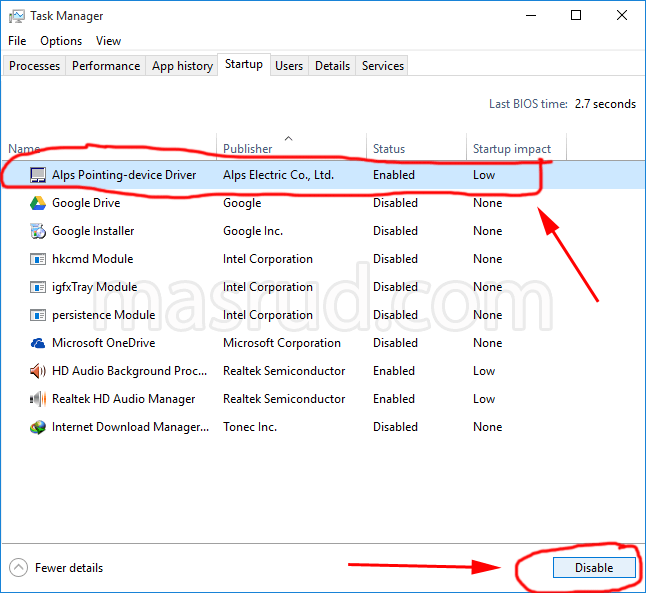 Task Manager
File Options View
Processes Performance App history Startup Users Details Services
Last BIOS time: 2.7 seconds
Name Publisher Status Startup impact
Alps Pointing-device Driver Alps Electric Co., Ltd. Enabled Low
Google Drive Google Disabled None
Google Installer Google Inc. Disabled None
hkcmd Module Intel Corporation Disabled None
igfxTray Module Intel Corporation Disabled None
masrud.com
persistence Module Intel Corporation Disabled None
Microsoft OneDrive Microsoft Corporation Disabled None
HD Audio Background Proc... Realtek Semiconductor Enabled Low
Realtek HD Audio Manager Realtek Semiconductor Enabled Low
Internet Download Manager... Tonec Inc. Disabled None
Fewer details Disable